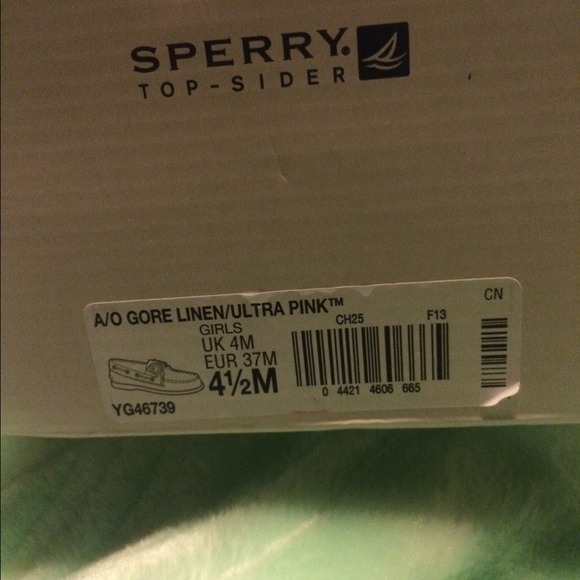 SPERRY®
TOP-SIDER
A/O GORE LINEN/ULTRA PINK™
CN
GIRLS
CH25
F13
UK 4M
EUR 37M
4½M
0 4421 4606 665
YG46739